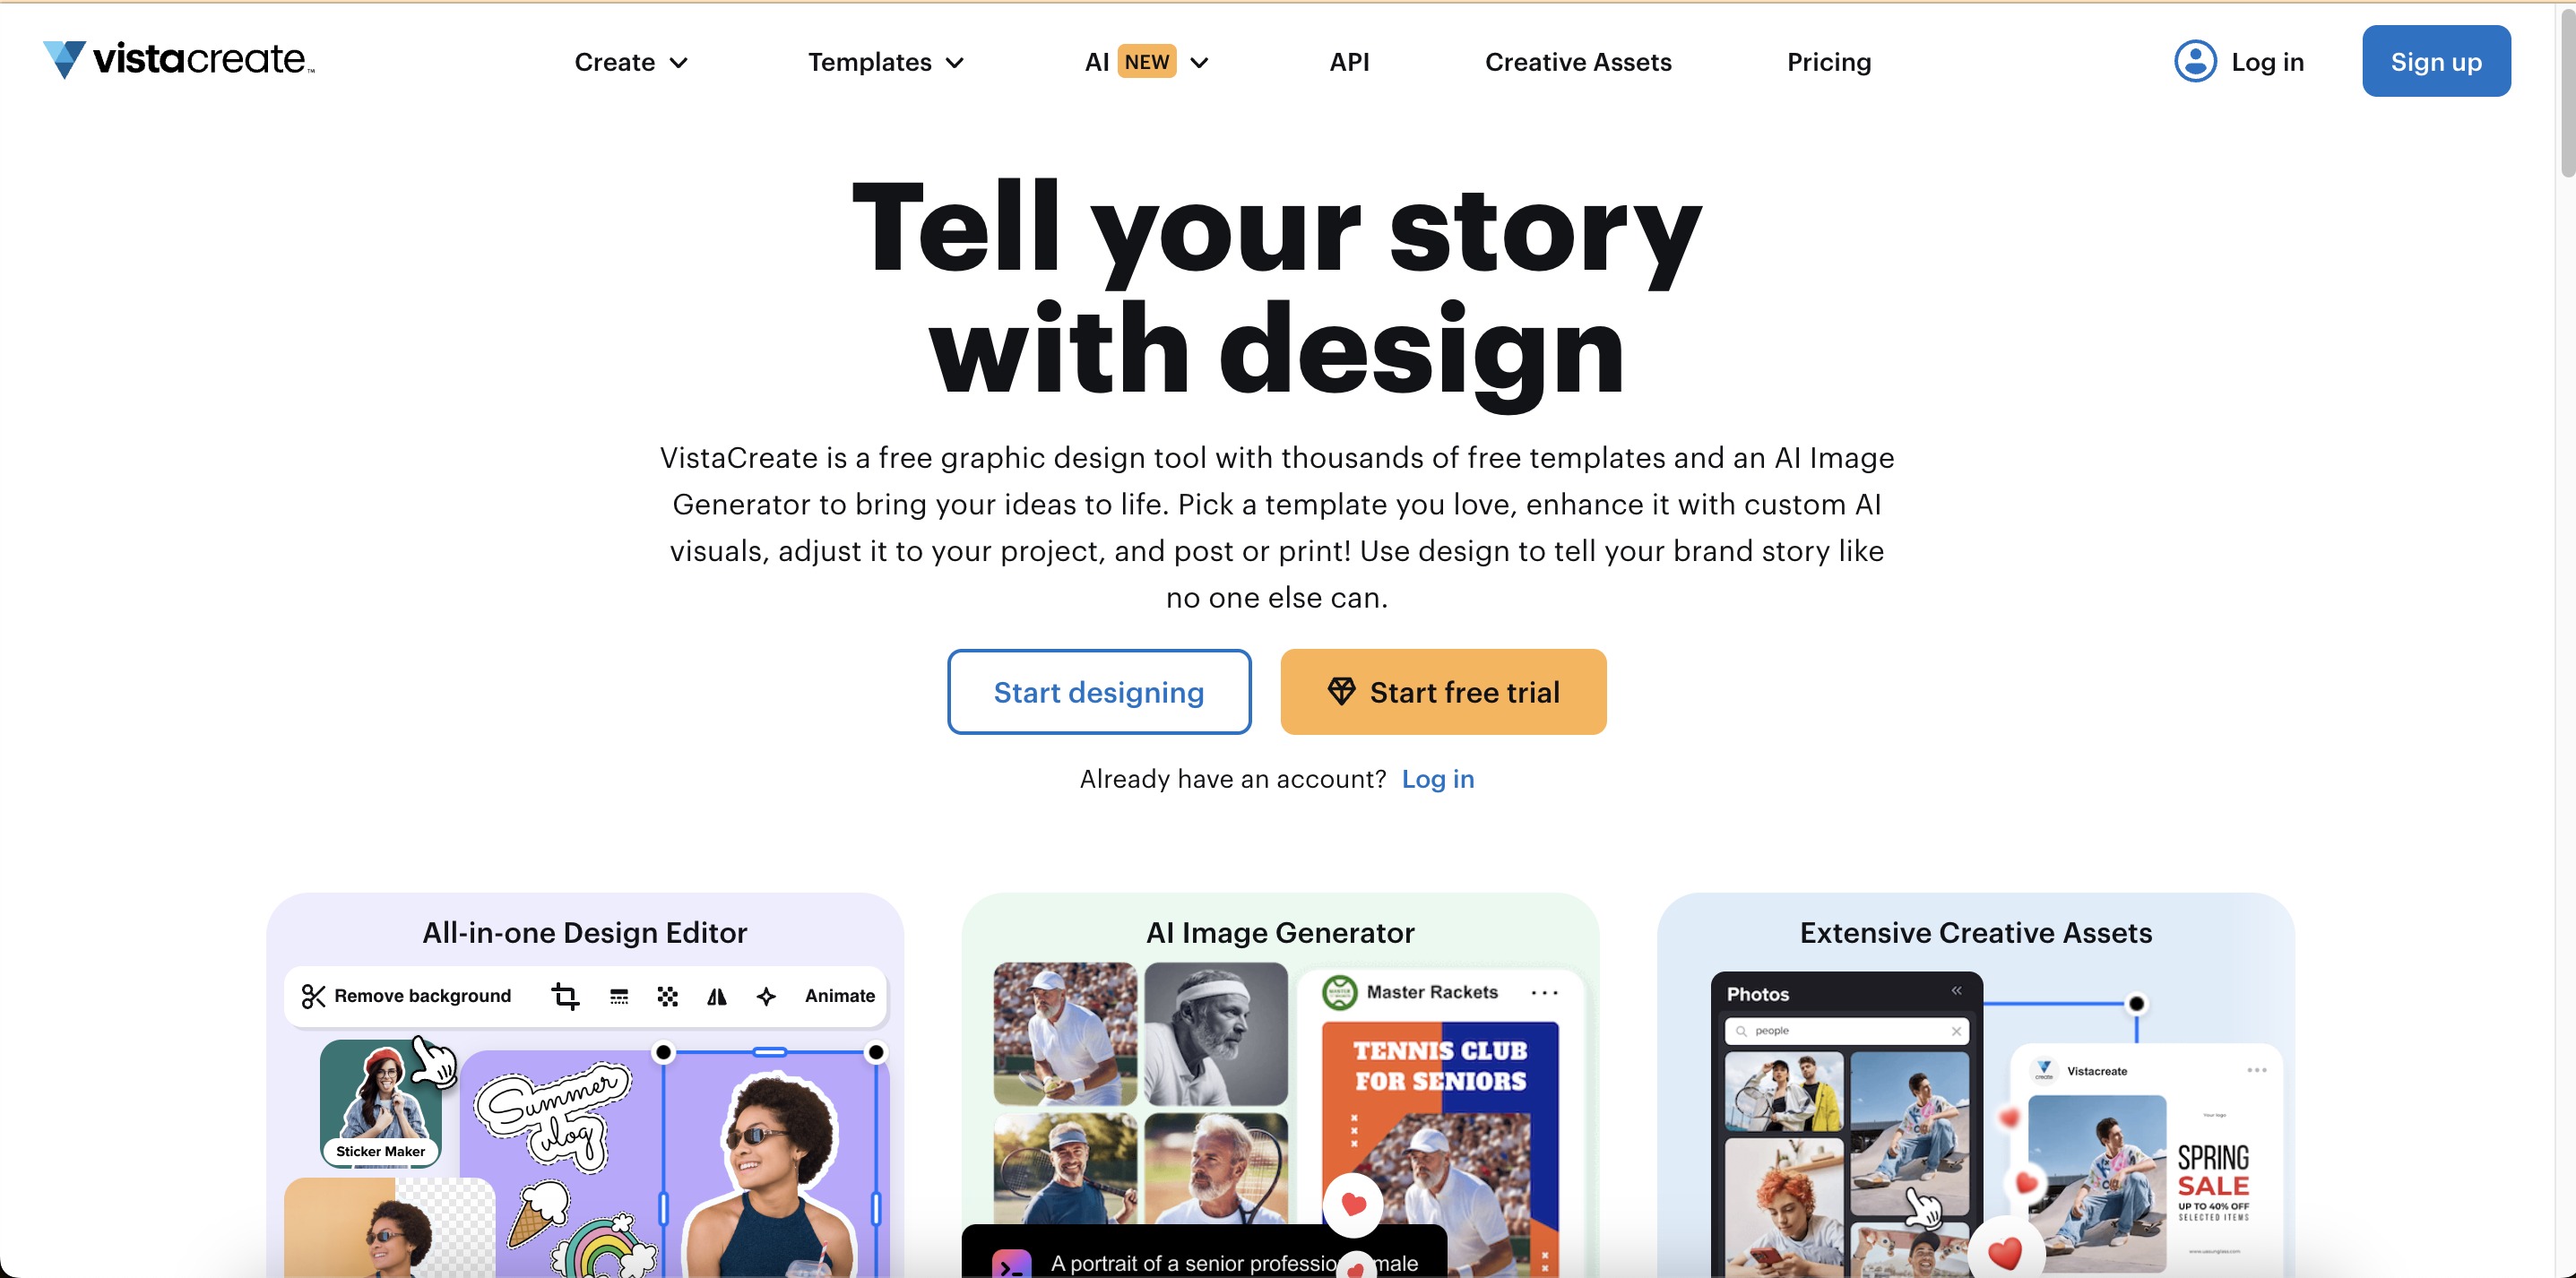 vistacreate™
Create
Templates
AI NEW
API
Creative Assets
Pricing
Log in
Sign up
Tell your story
with design
VistaCreate is a free graphic design tool with thousands of free templates and an AI Image
Generator to bring your ideas to life. Pick a template you love, enhance it with custom AI
visuals, adjust it to your project, and post or print! Use design to tell your brand story like
no one else can.
Start designing
Start free trial
Already have an account? Log in
All-in-one Design Editor
Remove background
Animate
Sticker Maker
Summer
vlog
AI Image Generator
Master Rackets
TENNIS CLUB
FOR SENIORS
A portrait of a senior professio male
Extensive Creative Assets
Photos
people
create
Vistacreate
Your logo
SPRING
SALE
UP TO 40% OFF
SELECTED ITEMS